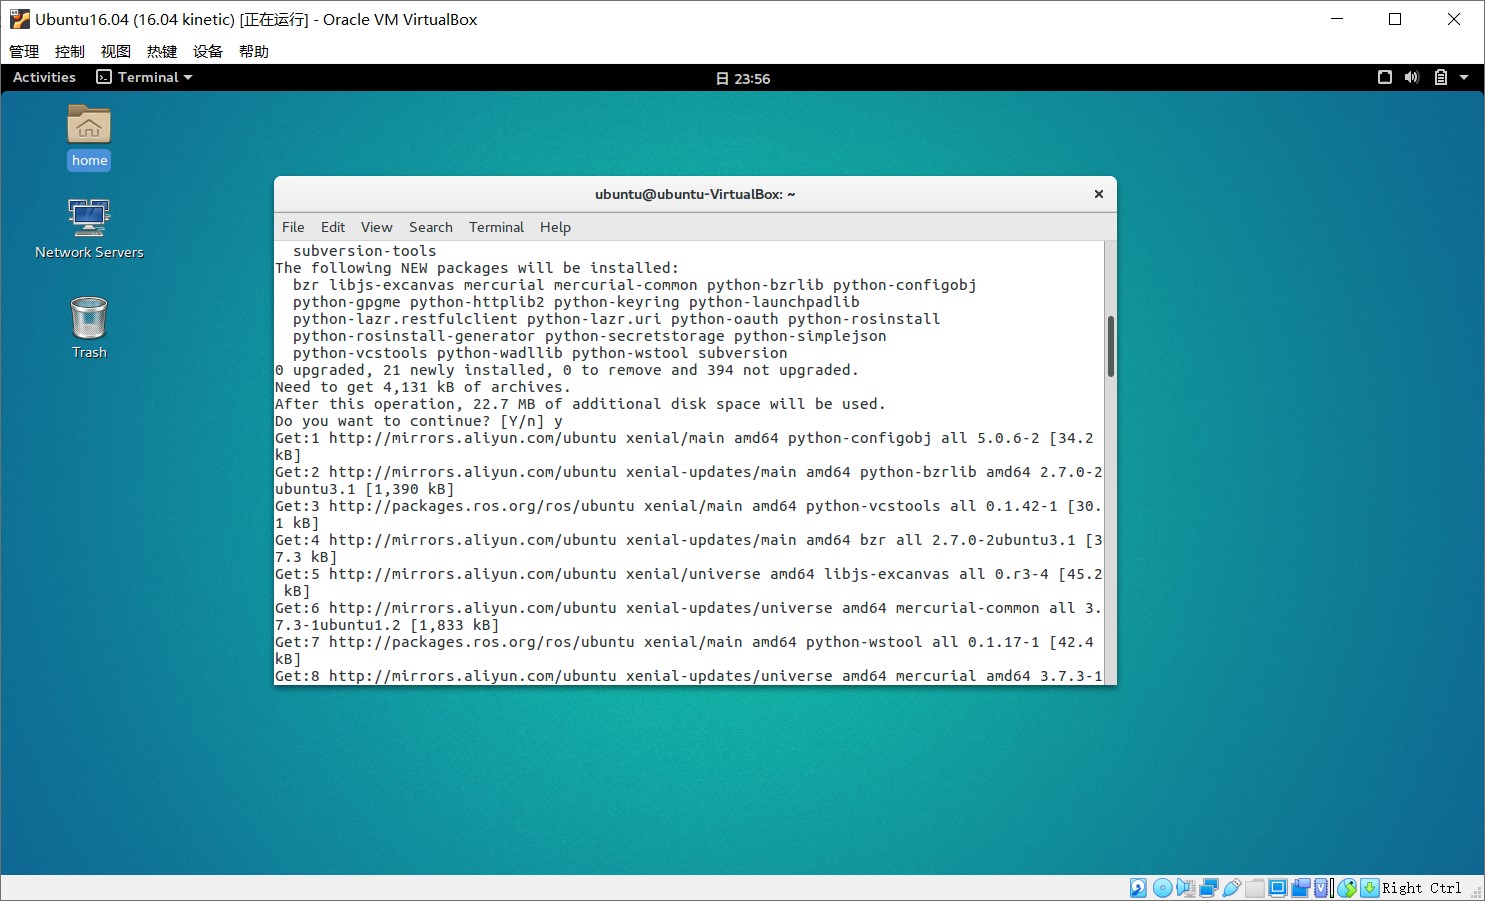 Ubuntu16.04 (16.04 kinetic) [正在运行] - Oracle VM VirtualBox
管理 控制 视图 热键 设备 帮助
Activities Terminal 日 23:56
home
Network Servers
Trash
ubuntu@ubuntu-VirtualBox: ~
File Edit View Search Terminal Help
subversion-tools
The following NEW packages will be installed:
bzr libjs-excanvas mercurial mercurial-common python-bzrlib python-configobj
python-gpgme python-httplib2 python-keyring python-launchpadlib
python-lazr.restfulclient python-lazr.uri python-oauth python-rosinstall
python-rosinstall-generator python-secretstorage python-simplejson
python-vcstools python-wadllib python-wstool subversion
0 upgraded, 21 newly installed, 0 to remove and 394 not upgraded.
Need to get 4,131 kB of archives.
After this operation, 22.7 MB of additional disk space will be used.
Do you want to continue? [Y/n] y
Get:1 http://mirrors.aliyun.com/ubuntu xenial/main amd64 python-configobj all 5.0.6-2 [34.2
kB]
Get:2 http://mirrors.aliyun.com/ubuntu xenial-updates/main amd64 python-bzrlib amd64 2.7.0-2
ubuntu3.1 [1,390 kB]
Get:3 http://packages.ros.org/ros/ubuntu xenial/main amd64 python-vcstools all 0.1.42-1 [30.
1 kB]
Get:4 http://mirrors.aliyun.com/ubuntu xenial-updates/main amd64 bzr all 2.7.0-2ubuntu3.1 [3
7.3 kB]
Get:5 http://mirrors.aliyun.com/ubuntu xenial/universe amd64 libjs-excanvas all 0.r3-4 [45.2
kB]
Get:6 http://mirrors.aliyun.com/ubuntu xenial-updates/universe amd64 mercurial-common all 3.
7.3-1ubuntu1.2 [1,833 kB]
Get:7 http://packages.ros.org/ros/ubuntu xenial/main amd64 python-wstool all 0.1.17-1 [42.4
kB]
Get:8 http://mirrors.aliyun.com/ubuntu xenial-updates/universe amd64 mercurial amd64 3.7.3-1
Right Ctrl